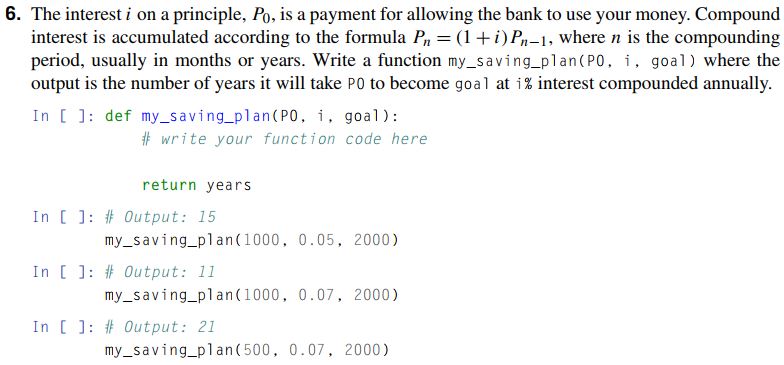 6. The interest i on a principle, P0, is a payment for allowing the bank to use your money. Compound
interest is accumulated according to the formula Pn = (1 + i)Pn−1, where n is the compounding
period, usually in months or years. Write a function my_saving_plan(P0, i, goal) where the
output is the number of years it will take P0 to become goal at i% interest compounded annually.
In [ ]: def my_saving_plan(P0, i, goal):
# write your function code here
return years
In [ ]: # Output: 15
my_saving_plan(1000, 0.05, 2000)
In [ ]: # Output: 11
my_saving_plan(1000, 0.07, 2000)
In [ ]: # Output: 21
my_saving_plan(500, 0.07, 2000)